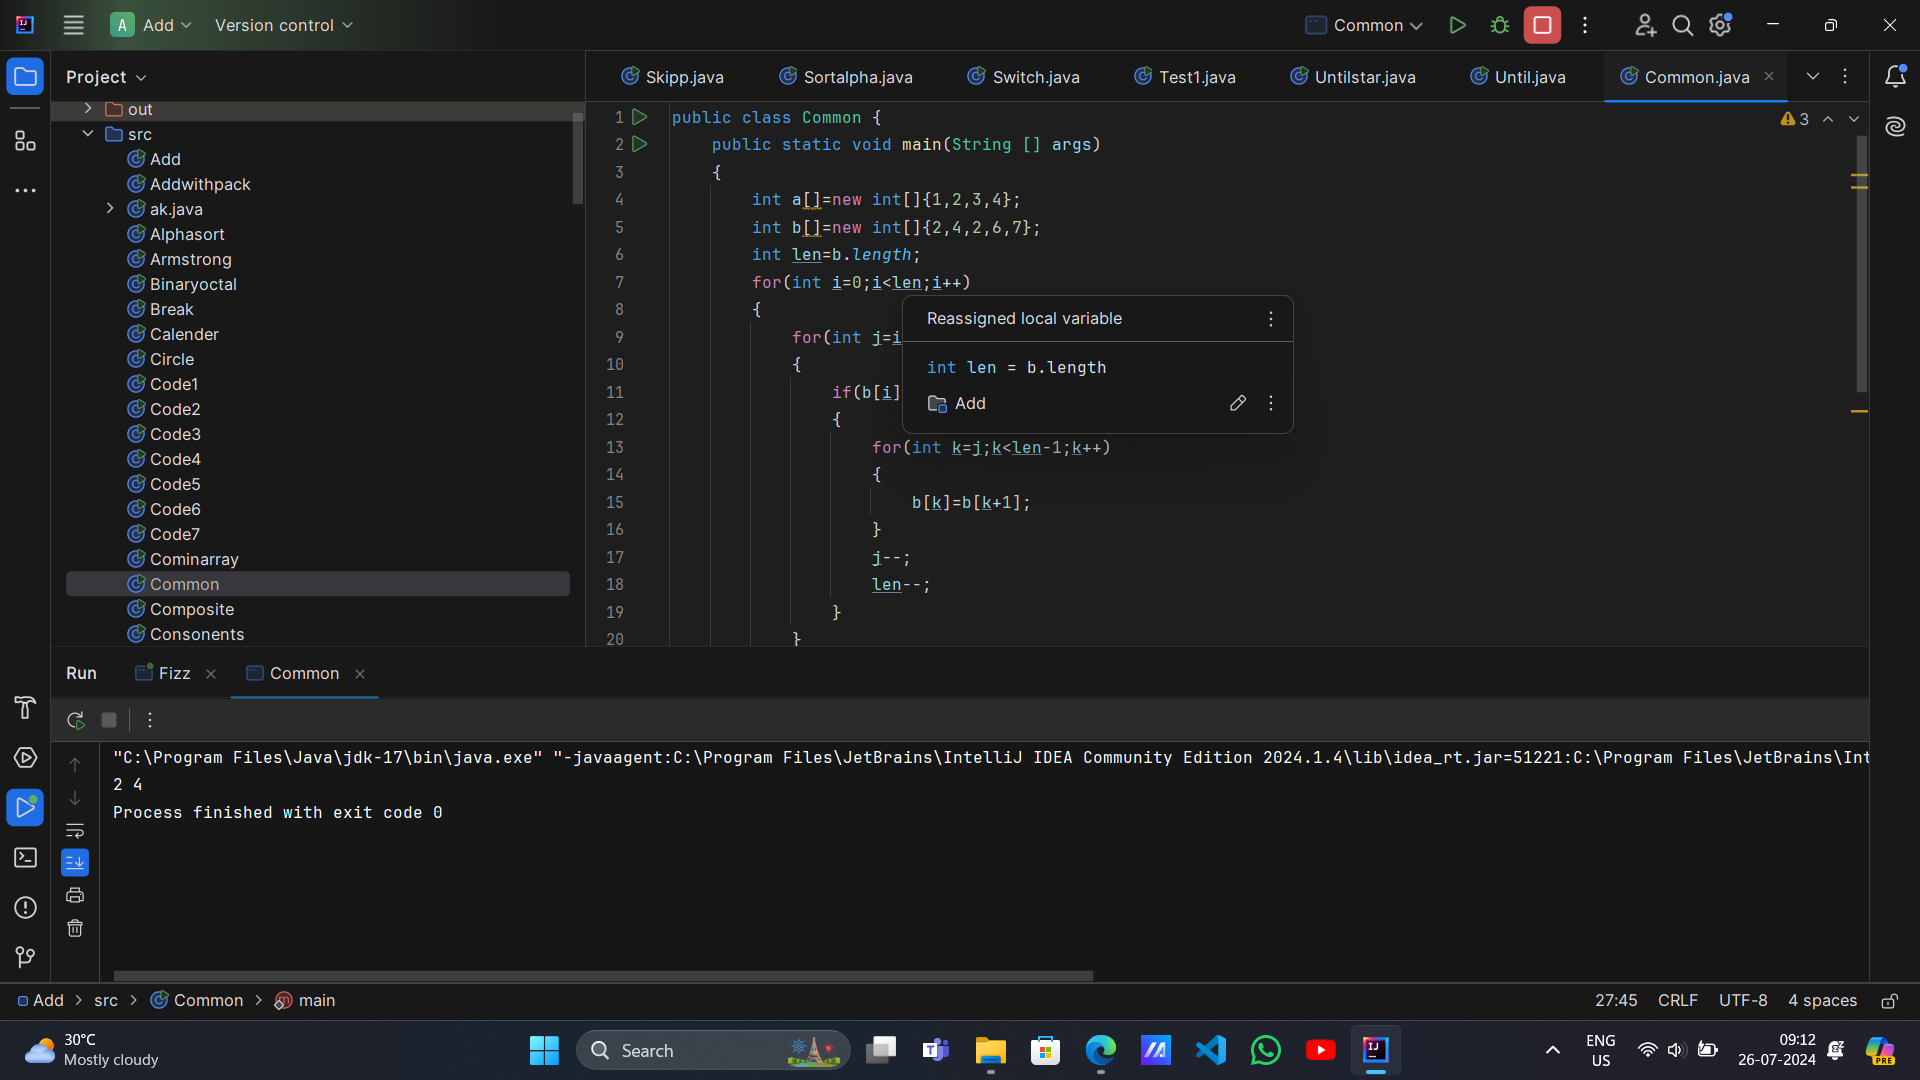 A Add Version control Common
Project
Skipp.java Sortalpha.java Switch.java Test1.java Untilstar.java Until.java Common.java
out
src
Add
Addwithpack
ak.java
Alphasort
Armstrong
Binaryoctal
Break
Calender
Circle
Code1
Code2
Code3
Code4
Code5
Code6
Code7
Cominarray
Common
Composite
Consonents
3
1 public class Common {
2 public static void main(String [] args)
3 {
4 int a[]=new int[]{1,2,3,4};
5 int b[]=new int[]{2,4,2,6,7};
6 int len=b.length;
7 for(int i=0;i<len;i++)
8 {
9 for(int j=i
10 {
11 if(b[i]
12 {
13 for(int k=j;k<len-1;k++)
14 {
15 b[k]=b[k+1];
16 }
17 j--;
18 len--;
19 }
20 }
Reassigned local variable
int len = b.length
Add
Run Fizz Common
"C:\Program Files\Java\jdk-17\bin\java.exe" "-javaagent:C:\Program Files\JetBrains\IntelliJ IDEA Community Edition 2024.1.4\lib\idea_rt.jar=51221:C:\Program Files\JetBrains\Int
2 4
Process finished with exit code 0
Add > src > Common > main
27:45 CRLF UTF-8 4 spaces
30°C
Mostly cloudy
Search
ENG
US
09:12
26-07-2024
PRE